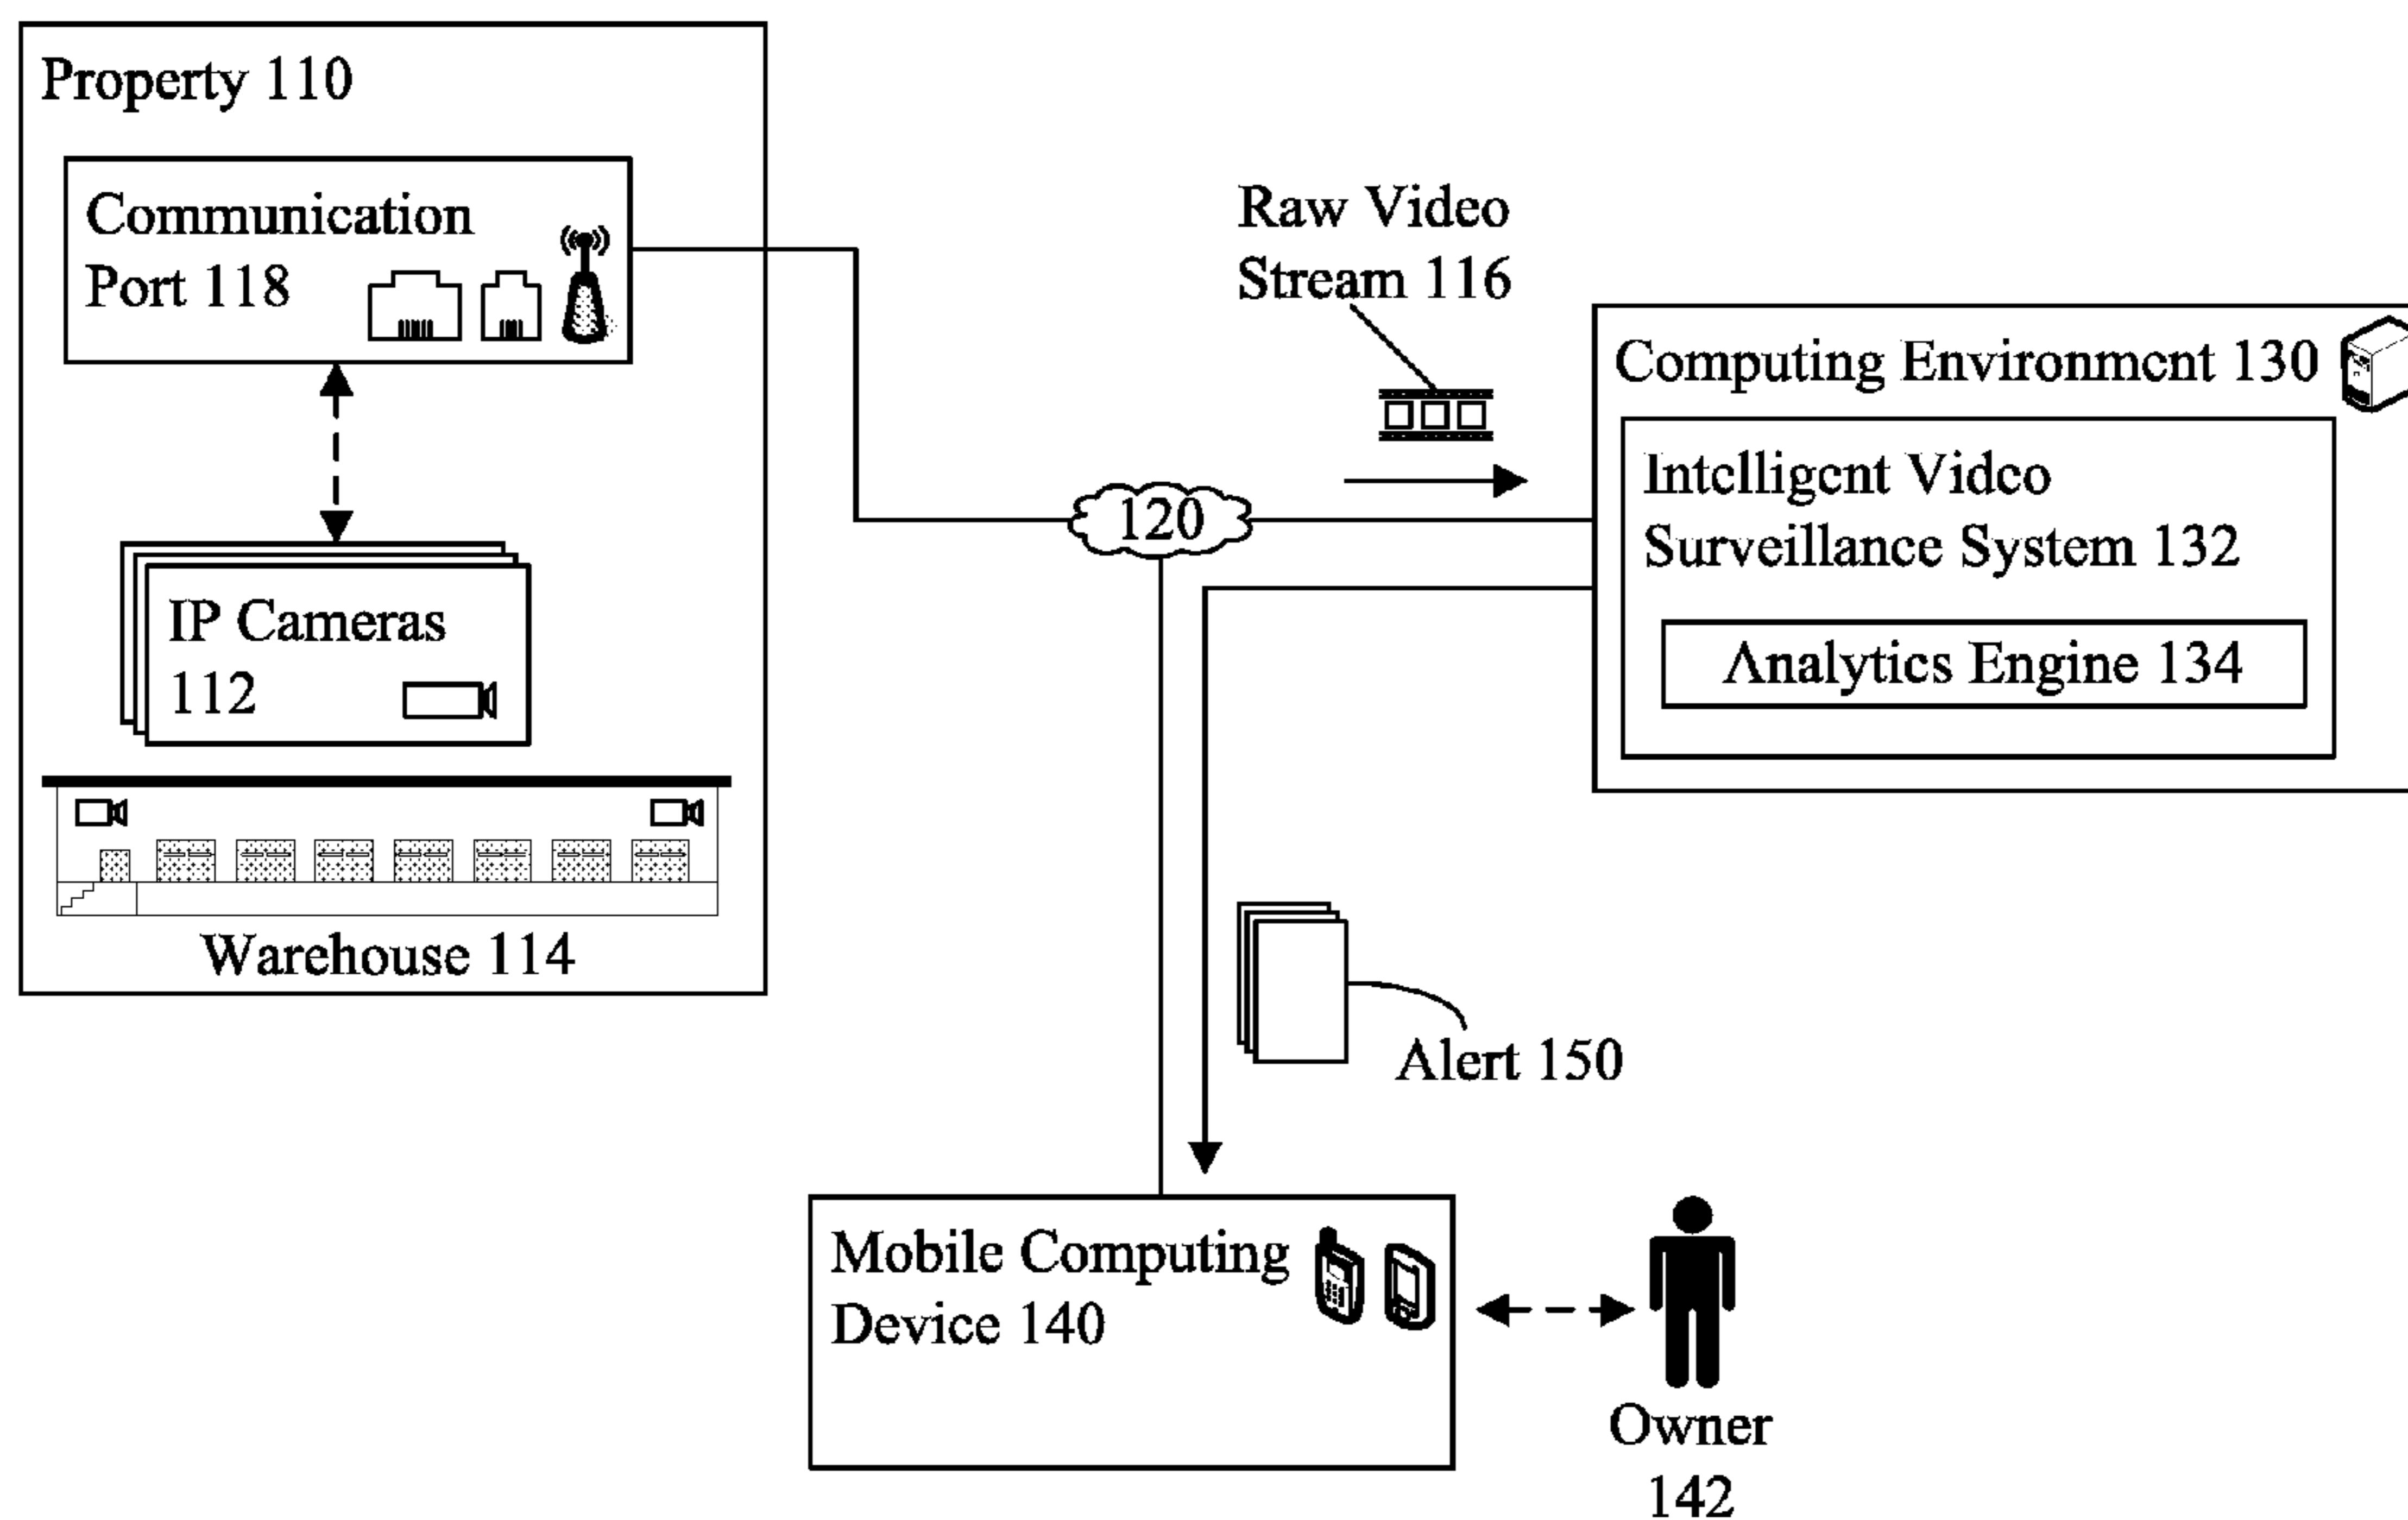 Property 110
Communication
Port 118
IP Cameras
112
Warehouse 114
Raw Video
Stream 116
120
Computing Environment 130
Intelligent Video
Surveillance System 132
Analytics Engine 134
Alert 150
Mobile Computing
Device 140
Owner
142